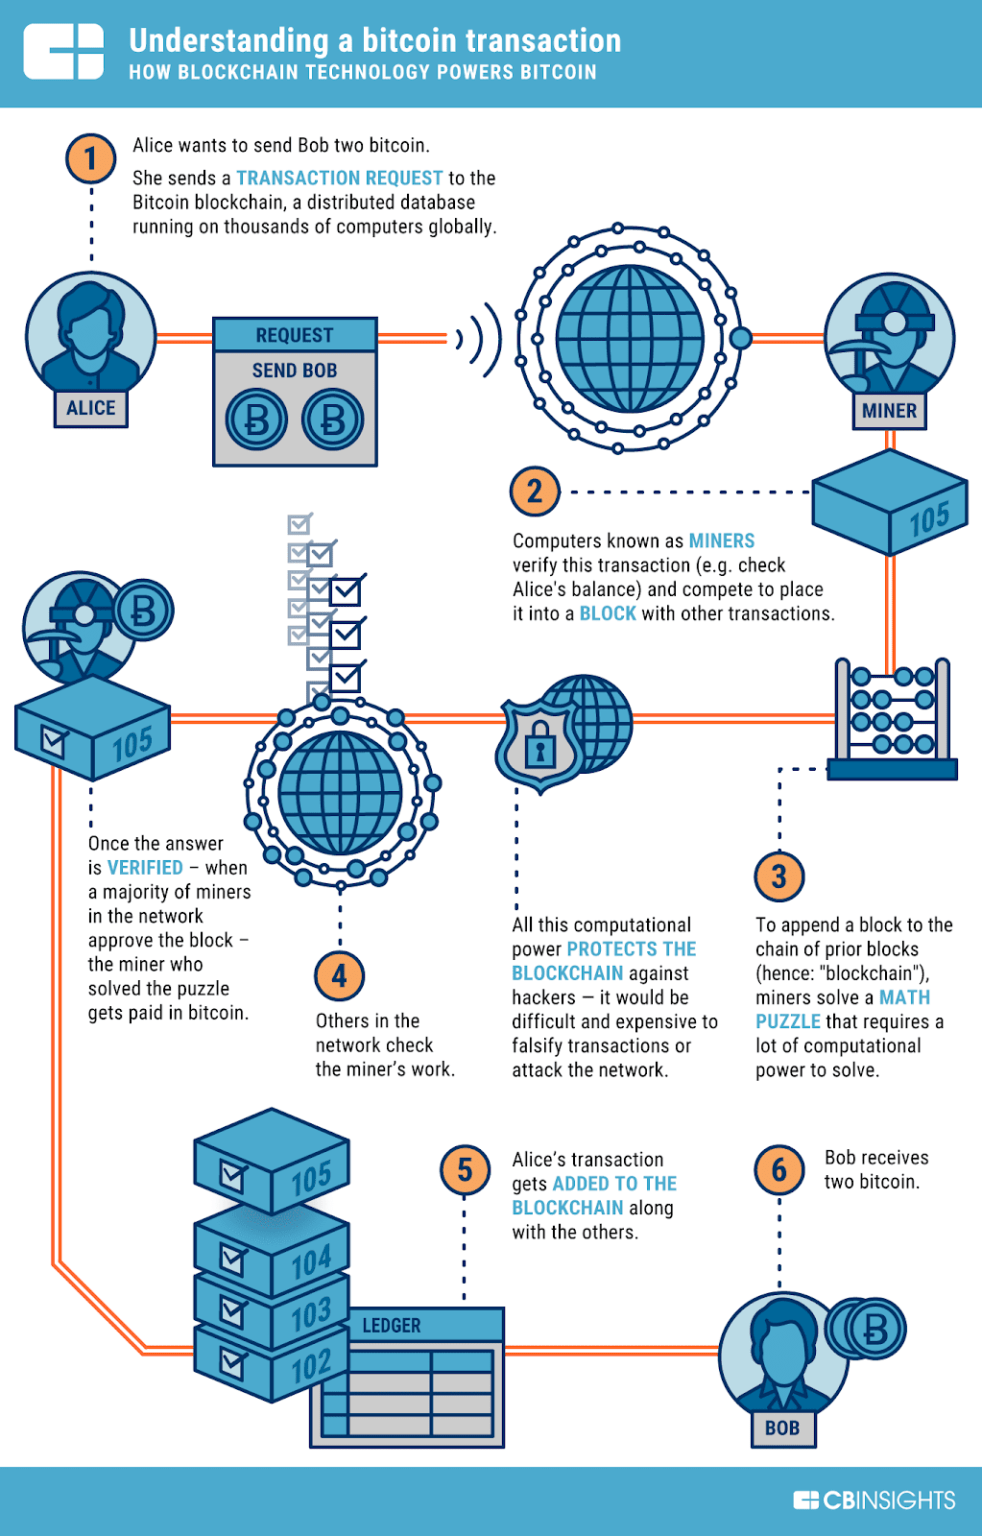 Understanding a bitcoin transaction
HOW BLOCKCHAIN TECHNOLOGY POWERS BITCOIN
1
Alice wants to send Bob two bitcoin.
She sends a TRANSACTION REQUEST to the
Bitcoin blockchain, a distributed database
running on thousands of computers globally.
REQUEST
SEND BOB
ALICE
MINER
2
105
Computers known as MINERS
verify this transaction (e.g. check
Alice's balance) and compete to place
it into a BLOCK with other transactions.
105
3
To append a block to the
chain of prior blocks
(hence: "blockchain"),
miners solve a MATH
PUZZLE that requires a
lot of computational
power to solve.
All this computational
power PROTECTS THE
BLOCKCHAIN against
hackers – it would be
difficult and expensive to
falsify transactions or
attack the network.
4
Others in the
network check
the miner's work.
Once the answer
is VERIFIED – when
a majority of miners
in the network
approve the block –
the miner who
solved the puzzle
gets paid in bitcoin.
105
104
103
102
LEDGER
5
Alice's transaction
gets ADDED TO THE
BLOCKCHAIN along
with the others.
6
Bob receives
two bitcoin.
BOB
CBINSIGHTS